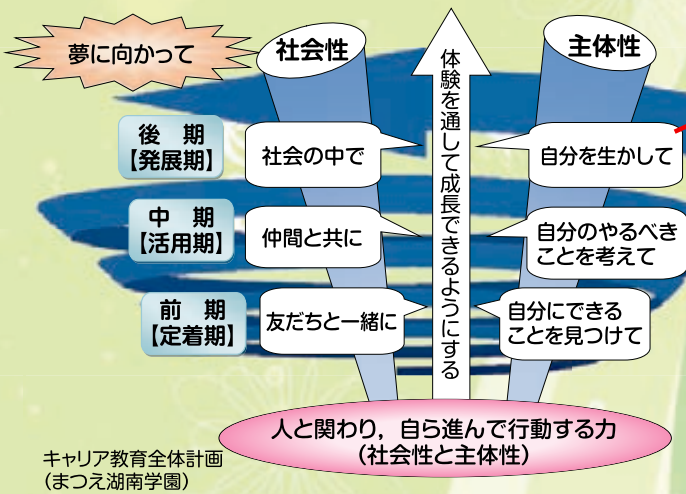 夢に向かって
社会性
主体性
体験を通して成長できるようにする
後 期
【発展期】
社会の中で
自分を生かして
中 期
【活用期】
仲間と共に
自分のやるべき
ことを考えて
前 期
【定着期】
友だちと一緒に
自分にできる
ことを見つけて
人と関わり，自ら進んで行動する力
（社会性と主体性）
キャリア教育全体計画
（まつえ湖南学園）